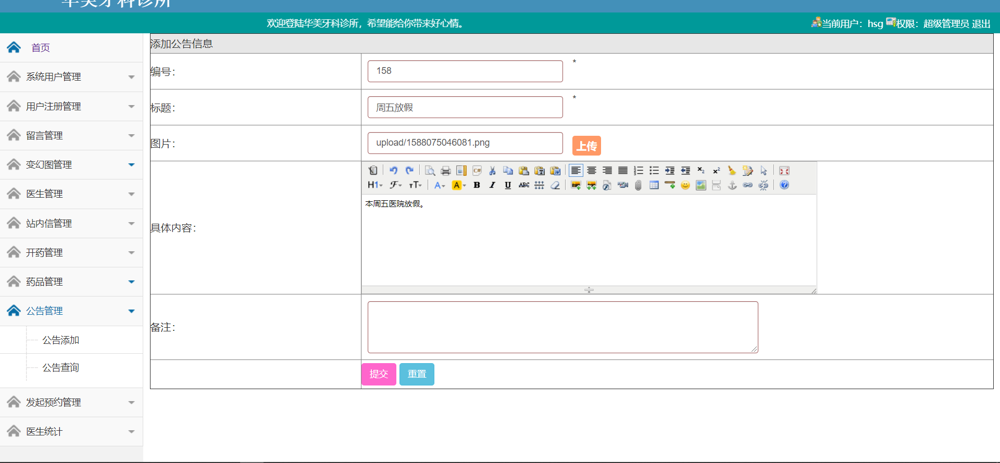 华美牙科诊所
欢迎登陆华美牙科诊所，希望能给你带来好心情。
当前用户：hsg 权限：超级管理员 退出
首页
系统用户管理
用户注册管理
留言管理
变幻图管理
医生管理
站内信管理
开药管理
药品管理
公告管理
公告添加
公告查询
发起预约管理
医生统计
添加公告信息
编号：
158
*
标题：
周五放假
*
图片：
upload/1588075046081.png
上传
具体内容：
本周五医院放假。
备注：
提交 重置